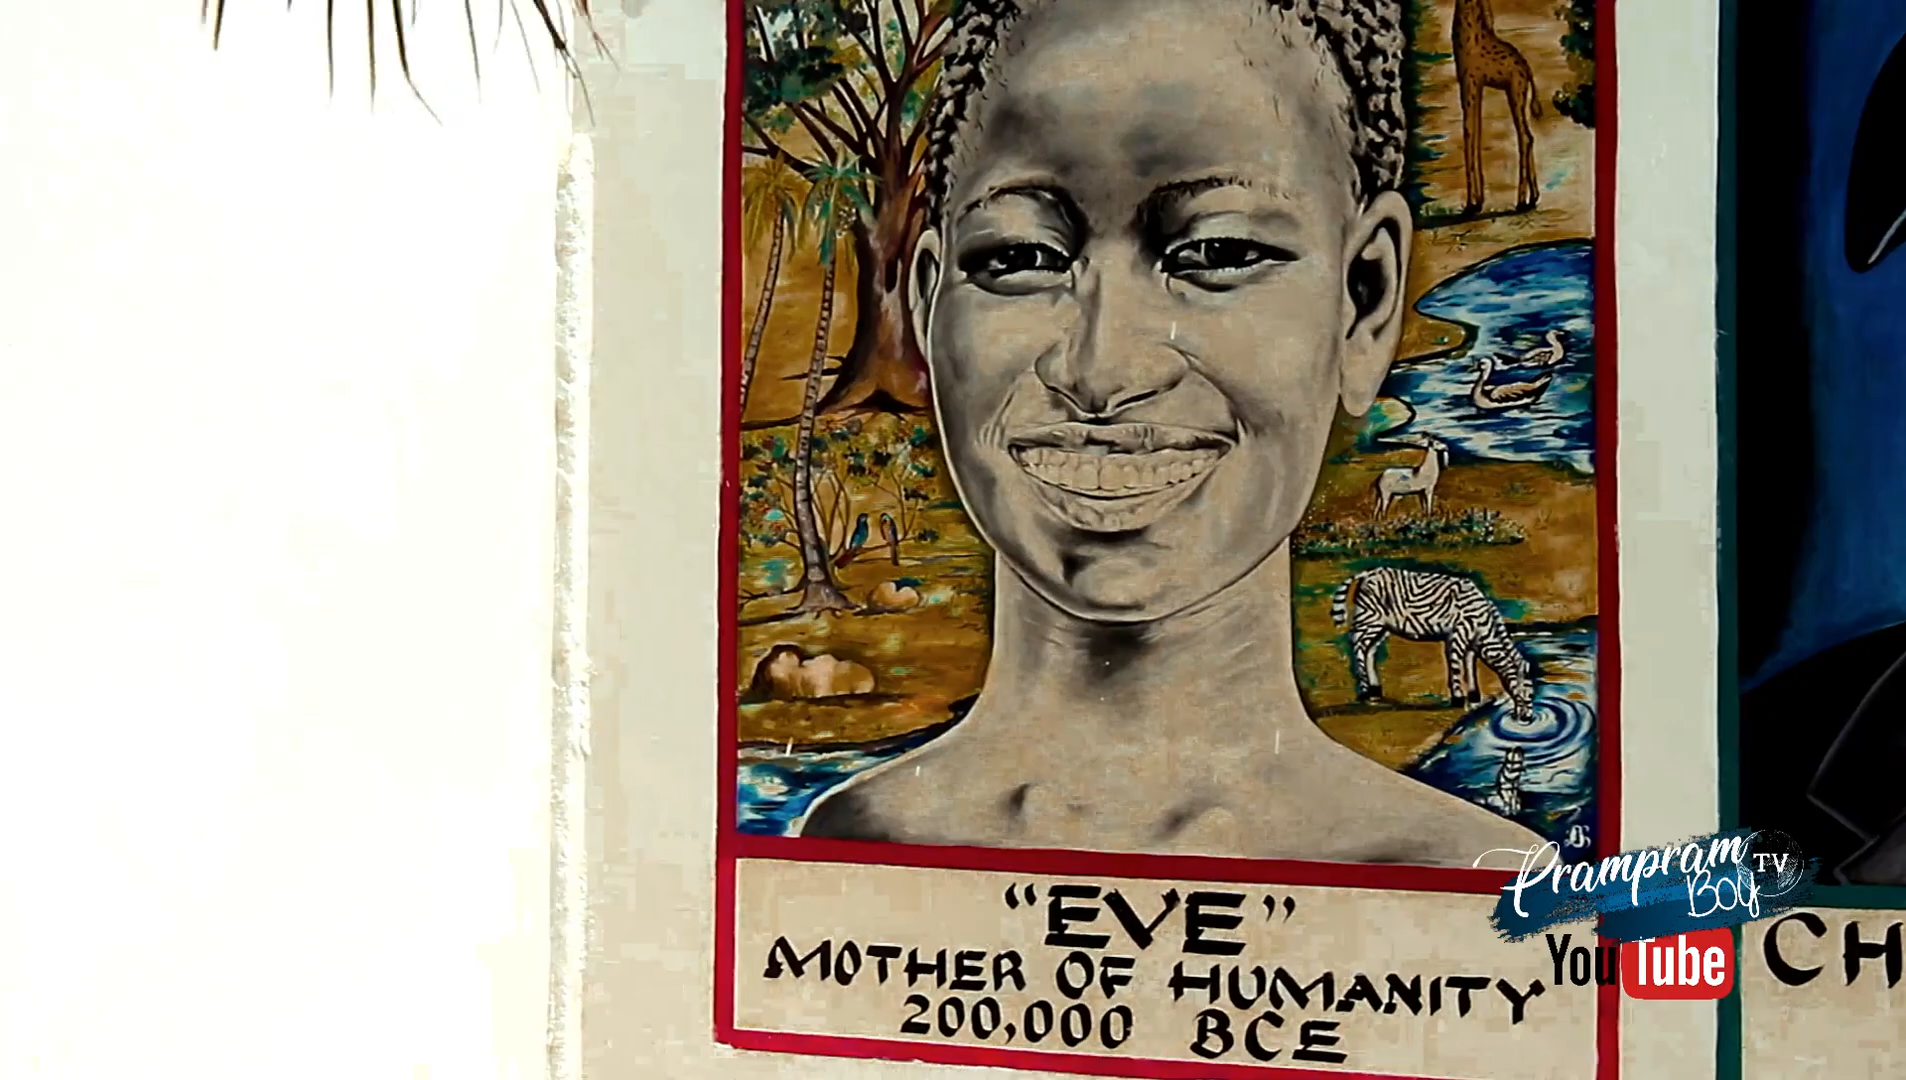 "EVE"
MOTHER OF HUMANITY
200,000 BCE
Prampram
Boy TV
YouTube
CH